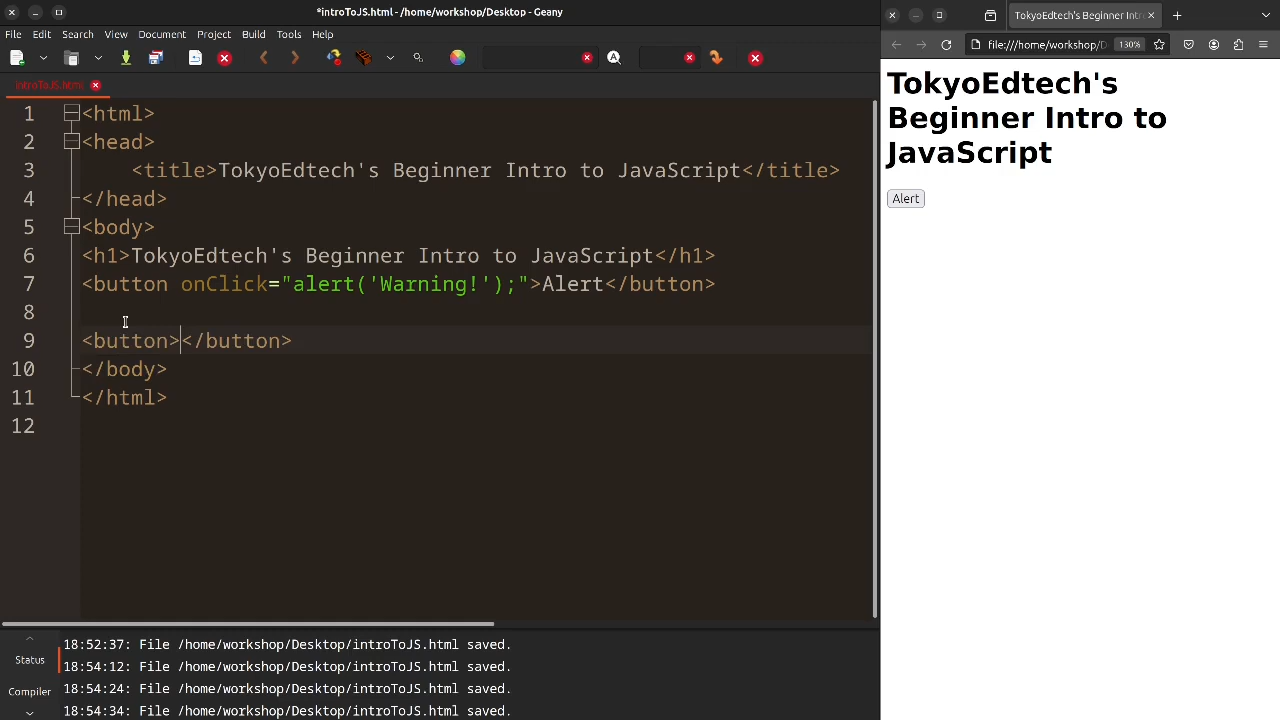 *introToJS.html - /home/workshop/Desktop - Geany
File Edit Search View Document Project Build Tools Help
introToJS.html
1 <html>
2 <head>
3 <title>TokyoEdtech's Beginner Intro to JavaScript</title>
4 </head>
5 <body>
6 <h1>TokyoEdtech's Beginner Intro to JavaScript</h1>
7 <button onClick="alert('Warning!');">Alert</button>
8
9 <button></button>
10 </body>
11 </html>
12
Status
Compiler
18:52:37: File /home/workshop/Desktop/introToJS.html saved.
18:54:12: File /home/workshop/Desktop/introToJS.html saved.
18:54:24: File /home/workshop/Desktop/introToJS.html saved.
18:54:34: File /home/workshop/Desktop/introToJS.html saved.
TokyoEdtech's Beginner Intro
file:///home/workshop/D 130%
TokyoEdtech's
Beginner Intro to
JavaScript
Alert